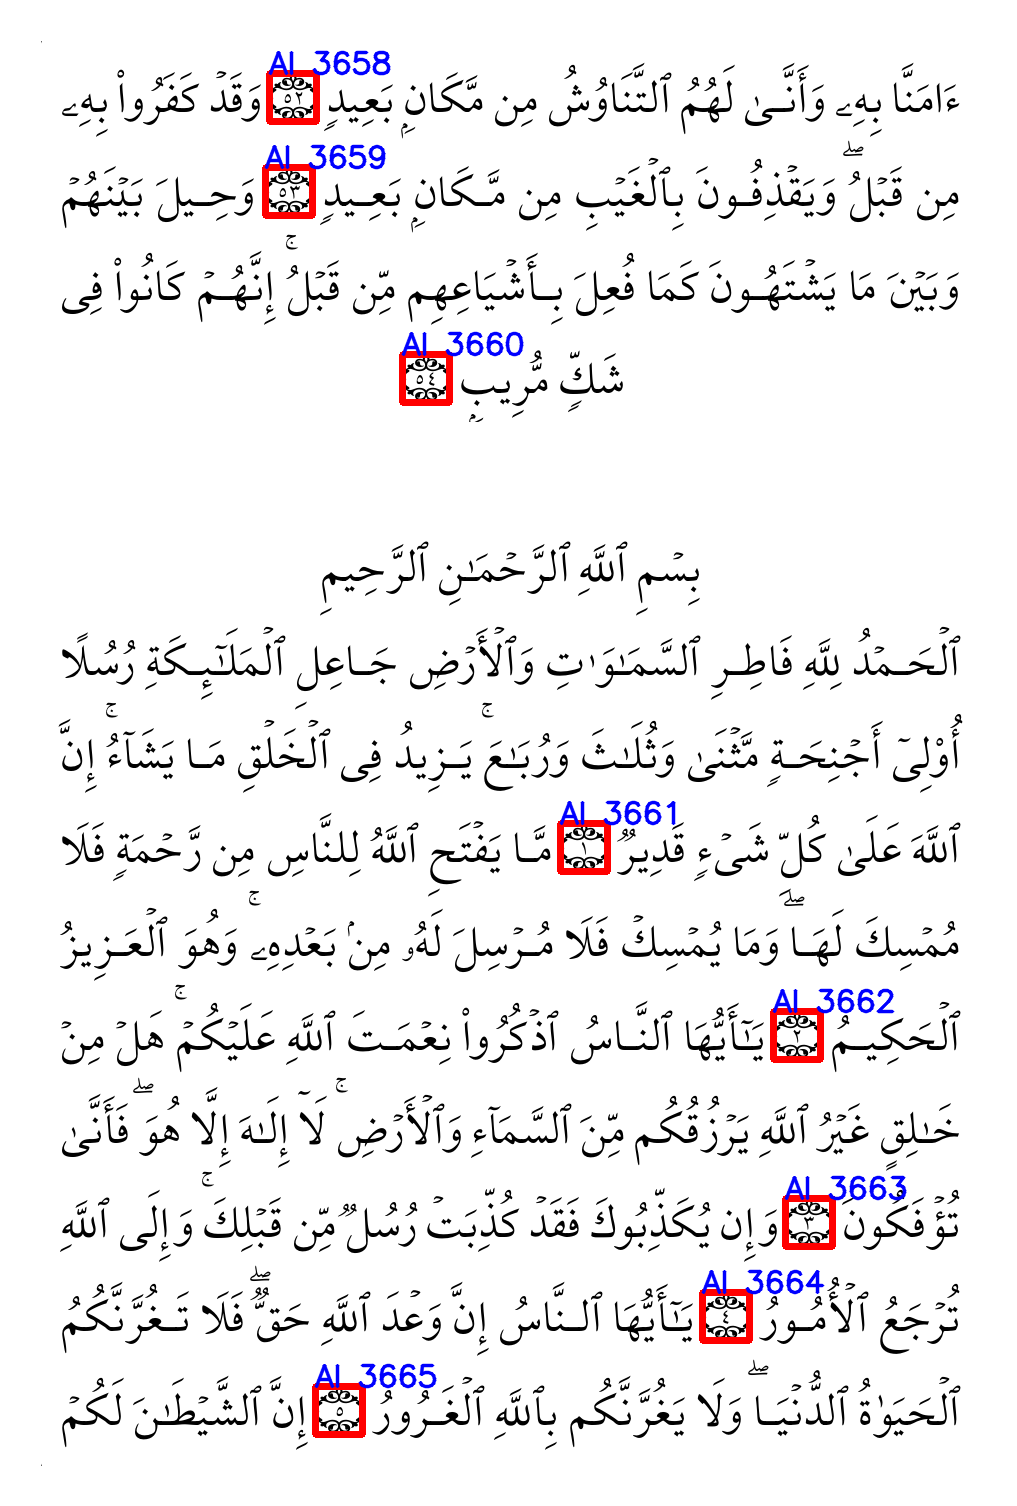 AI_3658
ءَامَنَّا بِهِۦ وَأَنَّىٰ لَهُمُ ٱلتَّنَاوُشُ مِن مَّكَانِۭ بَعِيدٍ ٥٢ وَقَدۡ كَفَرُواْ بِهِۦ
AI_3659
مِن قَبۡلُۖ وَيَقۡذِفُونَ بِٱلۡغَيۡبِ مِن مَّكَانِۭ بَعِيدٍ ٥٣ وَحِيلَ بَيۡنَهُمۡ
وَبَيۡنَ مَا يَشۡتَهُونَ كَمَا فُعِلَ بِأَشۡيَاعِهِم مِّن قَبۡلُۚ إِنَّهُمۡ كَانُواْ فِى
AI_3660
شَكٍّ مُّرِيبِۭ ٥٤
بِسۡمِ ٱللَّهِ ٱلرَّحۡمَٰنِ ٱلرَّحِيمِ
ٱلۡحَمۡدُ لِلَّهِ فَاطِرِ ٱلسَّمَٰوَٰتِ وَٱلۡأَرۡضِ جَاعِلِ ٱلۡمَلَٰٓئِكَةِ رُسُلًا
أُوْلِىٓ أَجۡنِحَةٍ مَّثۡنَىٰ وَثُلَٰثَ وَرُبَٰعَۚ يَزِيدُ فِى ٱلۡخَلۡقِ مَا يَشَآءُۚ إِنَّ
AI_3661
ٱللَّهَ عَلَىٰ كُلِّ شَىۡءٍ قَدِيرٌ ١ مَّا يَفۡتَحِ ٱللَّهُ لِلنَّاسِ مِن رَّحۡمَةٍ فَلَا
مُمۡسِكَ لَهَاۖ وَمَا يُمۡسِكۡ فَلَا مُرۡسِلَ لَهُۥ مِنۢ بَعۡدِهِۦۚ وَهُوَ ٱلۡعَزِيزُ
AI_3662
ٱلۡحَكِيمُ ٢ يَٰٓأَيُّهَا ٱلنَّاسُ ٱذۡكُرُواْ نِعۡمَتَ ٱللَّهِ عَلَيۡكُمۡۚ هَلۡ مِنۡ
خَٰلِقٍ غَيۡرُ ٱللَّهِ يَرۡزُقُكُم مِّنَ ٱلسَّمَآءِ وَٱلۡأَرۡضِۚ لَآ إِلَٰهَ إِلَّا هُوَۖ فَأَنَّىٰ
AI_3663
تُؤۡفَكُونَ ٣ وَإِن يُكَذِّبُوكَ فَقَدۡ كُذِّبَتۡ رُسُلٌ مِّن قَبۡلِكَۚ وَإِلَى ٱللَّهِ
AI_3664
تُرۡجَعُ ٱلۡأُمُورُ ٤ يَٰٓأَيُّهَا ٱلنَّاسُ إِنَّ وَعۡدَ ٱللَّهِ حَقٌّۖ فَلَا تَغُرَّنَّكُمُ
AI_3665
ٱلۡحَيَوٰةُ ٱلدُّنۡيَاۖ وَلَا يَغُرَّنَّكُم بِٱللَّهِ ٱلۡغَرُورُ ٥ إِنَّ ٱلشَّيۡطَٰنَ لَكُمۡ